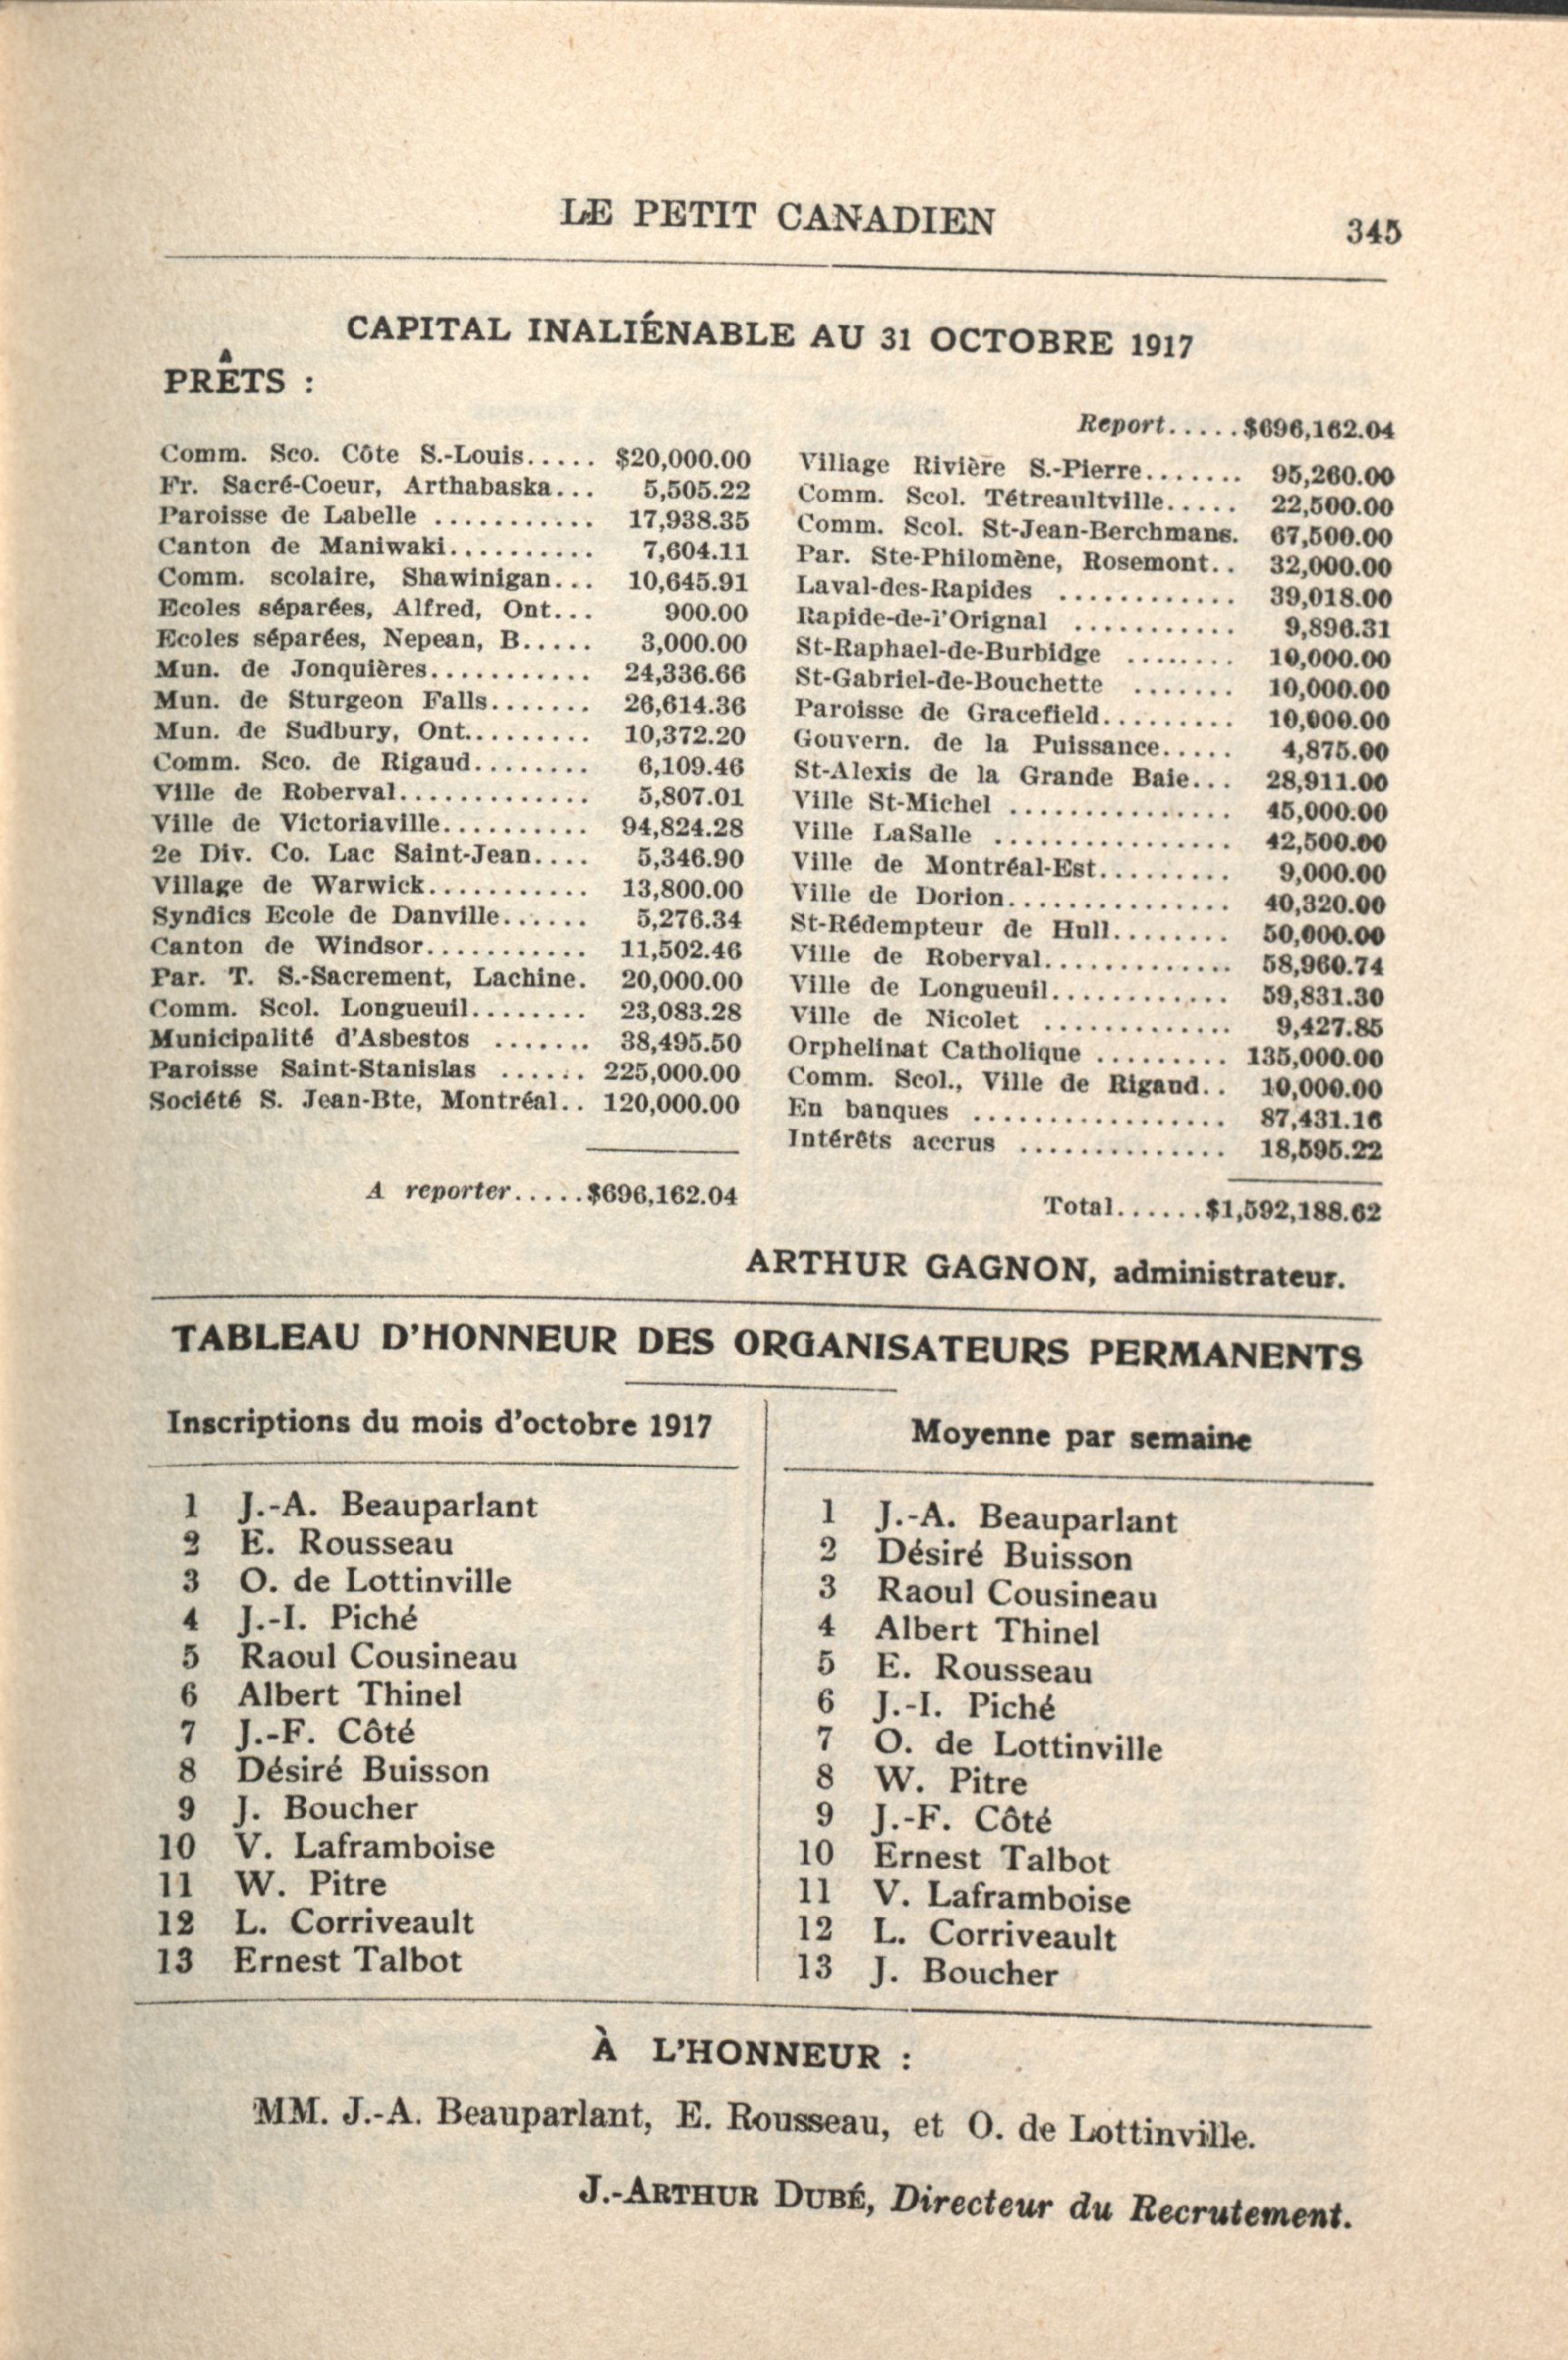 LE PETIT CANADIEN
345
CAPITAL INALIÉNABLE AU 31 OCTOBRE 1917
PRÊTS :
Comm. Sco. Côte S.-Louis..... $20,000.00
Fr. Sacré-Coeur, Arthabaska... 5,505.22
Paroisse de Labelle ........... 17,938.35
Canton de Maniwaki.......... 7,604.11
Comm. scolaire, Shawinigan... 10,645.91
Ecoles séparées, Alfred, Ont... 900.00
Ecoles séparées, Nepean, B..... 3,000.00
Mun. de Jonquières........... 24,336.66
Mun. de Sturgeon Falls....... 26,614.36
Mun. de Sudbury, Ont......... 10,372.20
Comm. Sco. de Rigaud........ 6,109.46
Ville de Roberval............. 5,807.01
Ville de Victoriaville.......... 94,824.28
2e Div. Co. Lac Saint-Jean.... 5,346.90
Village de Warwick........... 13,800.00
Syndics Ecole de Danville...... 5,276.34
Canton de Windsor........... 11,502.46
Par. T. S.-Sacrement, Lachine. 20,000.00
Comm. Scol. Longueuil........ 23,083.28
Municipalité d'Asbestos ....... 38,495.50
Paroisse Saint-Stanislas ...... 225,000.00
Société S. Jean-Bte, Montréal.. 120,000.00
A reporter.....$696,162.04
Report.....$696,162.04
Village Rivière S.-Pierre....... 95,260.00
Comm. Scol. Tétreaultville..... 22,500.00
Comm. Scol. St-Jean-Berchmans. 67,500.00
Par. Ste-Philomène, Rosemont.. 32,000.00
Laval-des-Rapides ............ 39,018.00
Rapide-de-l'Orignal ........... 9,896.31
St-Raphael-de-Burbidge ........ 10,000.00
St-Gabriel-de-Bouchette ....... 10,000.00
Paroisse de Gracefield......... 10,000.00
Gouvern. de la Puissance..... 4,875.00
St-Alexis de la Grande Baie... 28,911.00
Ville St-Michel ............... 45,000.00
Ville LaSalle ................ 42,500.00
Ville de Montréal-Est......... 9,000.00
Ville de Dorion............... 40,320.00
St-Rédempteur de Hull........ 50,000.00
Ville de Roberval............. 58,960.74
Ville de Longueuil............ 59,831.30
Ville de Nicolet ............. 9,427.85
Orphelinat Catholique ......... 135,000.00
Comm. Scol., Ville de Rigaud.. 10,000.00
En banques ................. 87,431.16
Intérêts accrus .............. 18,595.22
Total......$1,592,188.62
ARTHUR GAGNON, administrateur.
TABLEAU D'HONNEUR DES ORGANISATEURS PERMANENTS
Inscriptions du mois d'octobre 1917
1 J.-A. Beauparlant
2 E. Rousseau
3 O. de Lottinville
4 J.-I. Piché
5 Raoul Cousineau
6 Albert Thinel
7 J.-F. Côté
8 Désiré Buisson
9 J. Boucher
10 V. Laframboise
11 W. Pitre
12 L. Corriveault
13 Ernest Talbot
Moyenne par semaine
1 J.-A. Beauparlant
2 Désiré Buisson
3 Raoul Cousineau
4 Albert Thinel
5 E. Rousseau
6 J.-I. Piché
7 O. de Lottinville
8 W. Pitre
9 J.-F. Côté
10 Ernest Talbot
11 V. Laframboise
12 L. Corriveault
13 J. Boucher
À L'HONNEUR :
MM. J.-A. Beauparlant, E. Rousseau, et O. de Lottinville.
J.-ARTHUR DUBÉ, Directeur du Recrutement.